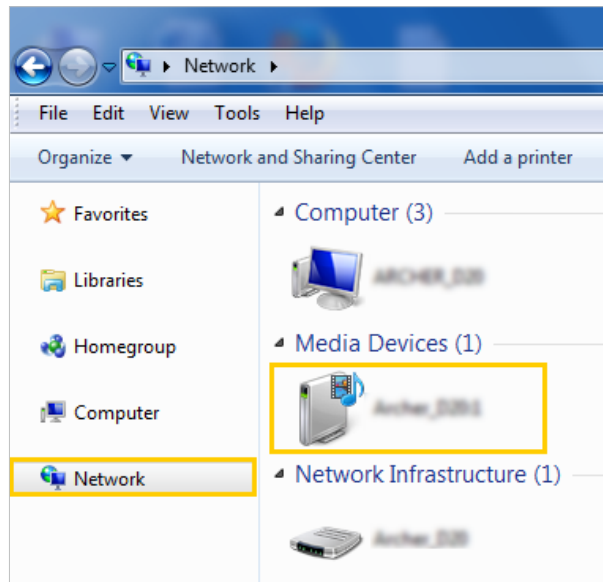 Network
File Edit View Tools Help
Organize Network and Sharing Center Add a printer
Favorites
Computer (3)
Libraries
Homegroup
Media Devices (1)
Computer
Network
Network Infrastructure (1)